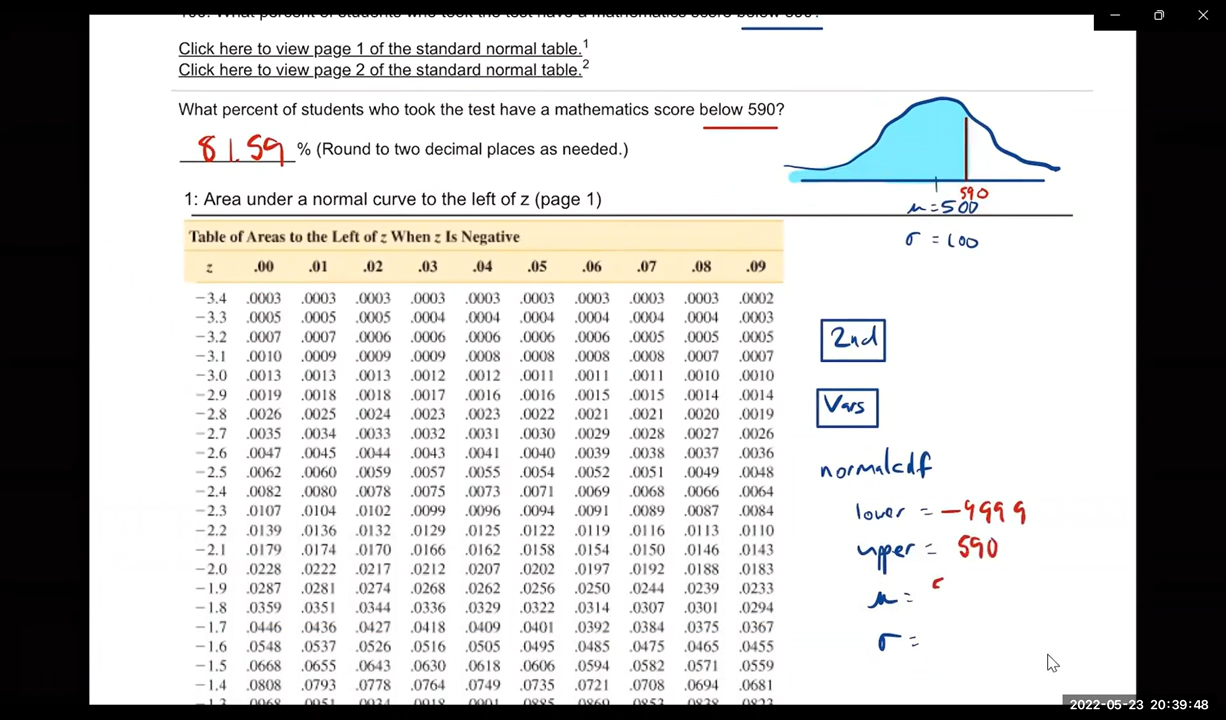 Click here to view page 1 of the standard normal table.1
Click here to view page 2 of the standard normal table.2
What percent of students who took the test have a mathematics score below 590?
81.59 % (Round to two decimal places as needed.)
590
μ = 500
σ = 100
1: Area under a normal curve to the left of z (page 1)
Table of Areas to the Left of z When z Is Negative
z .00 .01 .02 .03 .04 .05 .06 .07 .08 .09
−3.4 .0003 .0003 .0003 .0003 .0003 .0003 .0003 .0003 .0003 .0002
−3.3 .0005 .0005 .0005 .0004 .0004 .0004 .0004 .0004 .0004 .0003
−3.2 .0007 .0007 .0006 .0006 .0006 .0006 .0006 .0005 .0005 .0005
−3.1 .0010 .0009 .0009 .0009 .0008 .0008 .0008 .0008 .0007 .0007
−3.0 .0013 .0013 .0013 .0012 .0012 .0011 .0011 .0011 .0010 .0010
−2.9 .0019 .0018 .0018 .0017 .0016 .0016 .0015 .0015 .0014 .0014
−2.8 .0026 .0025 .0024 .0023 .0023 .0022 .0021 .0021 .0020 .0019
−2.7 .0035 .0034 .0033 .0032 .0031 .0030 .0029 .0028 .0027 .0026
−2.6 .0047 .0045 .0044 .0043 .0041 .0040 .0039 .0038 .0037 .0036
−2.5 .0062 .0060 .0059 .0057 .0055 .0054 .0052 .0051 .0049 .0048
−2.4 .0082 .0080 .0078 .0075 .0073 .0071 .0069 .0068 .0066 .0064
−2.3 .0107 .0104 .0102 .0099 .0096 .0094 .0091 .0089 .0087 .0084
−2.2 .0139 .0136 .0132 .0129 .0125 .0122 .0119 .0116 .0113 .0110
−2.1 .0179 .0174 .0170 .0166 .0162 .0158 .0154 .0150 .0146 .0143
−2.0 .0228 .0222 .0217 .0212 .0207 .0202 .0197 .0192 .0188 .0183
−1.9 .0287 .0281 .0274 .0268 .0262 .0256 .0250 .0244 .0239 .0233
−1.8 .0359 .0351 .0344 .0336 .0329 .0322 .0314 .0307 .0301 .0294
−1.7 .0446 .0436 .0427 .0418 .0409 .0401 .0392 .0384 .0375 .0367
−1.6 .0548 .0537 .0526 .0516 .0505 .0495 .0485 .0475 .0465 .0455
−1.5 .0668 .0655 .0643 .0630 .0618 .0606 .0594 .0582 .0571 .0559
−1.4 .0808 .0793 .0778 .0764 .0749 .0735 .0721 .0708 .0694 .0681
2nd
Vars
normalcdf
lower = −9999
upper = 590
μ =
σ =
2022-05-23 20:39:48